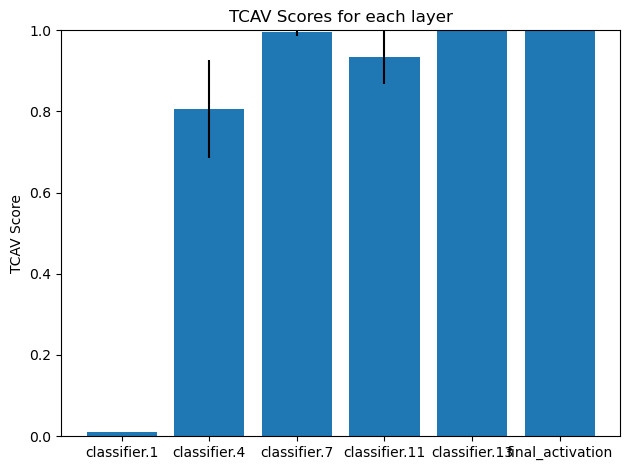 TCAV Scores for each layer
1.0
0.8
0.6
0.4
0.2
0.0
TCAV Score
classifier.1 classifier.4 classifier.7 classifier.11 classifier.13 final_activation